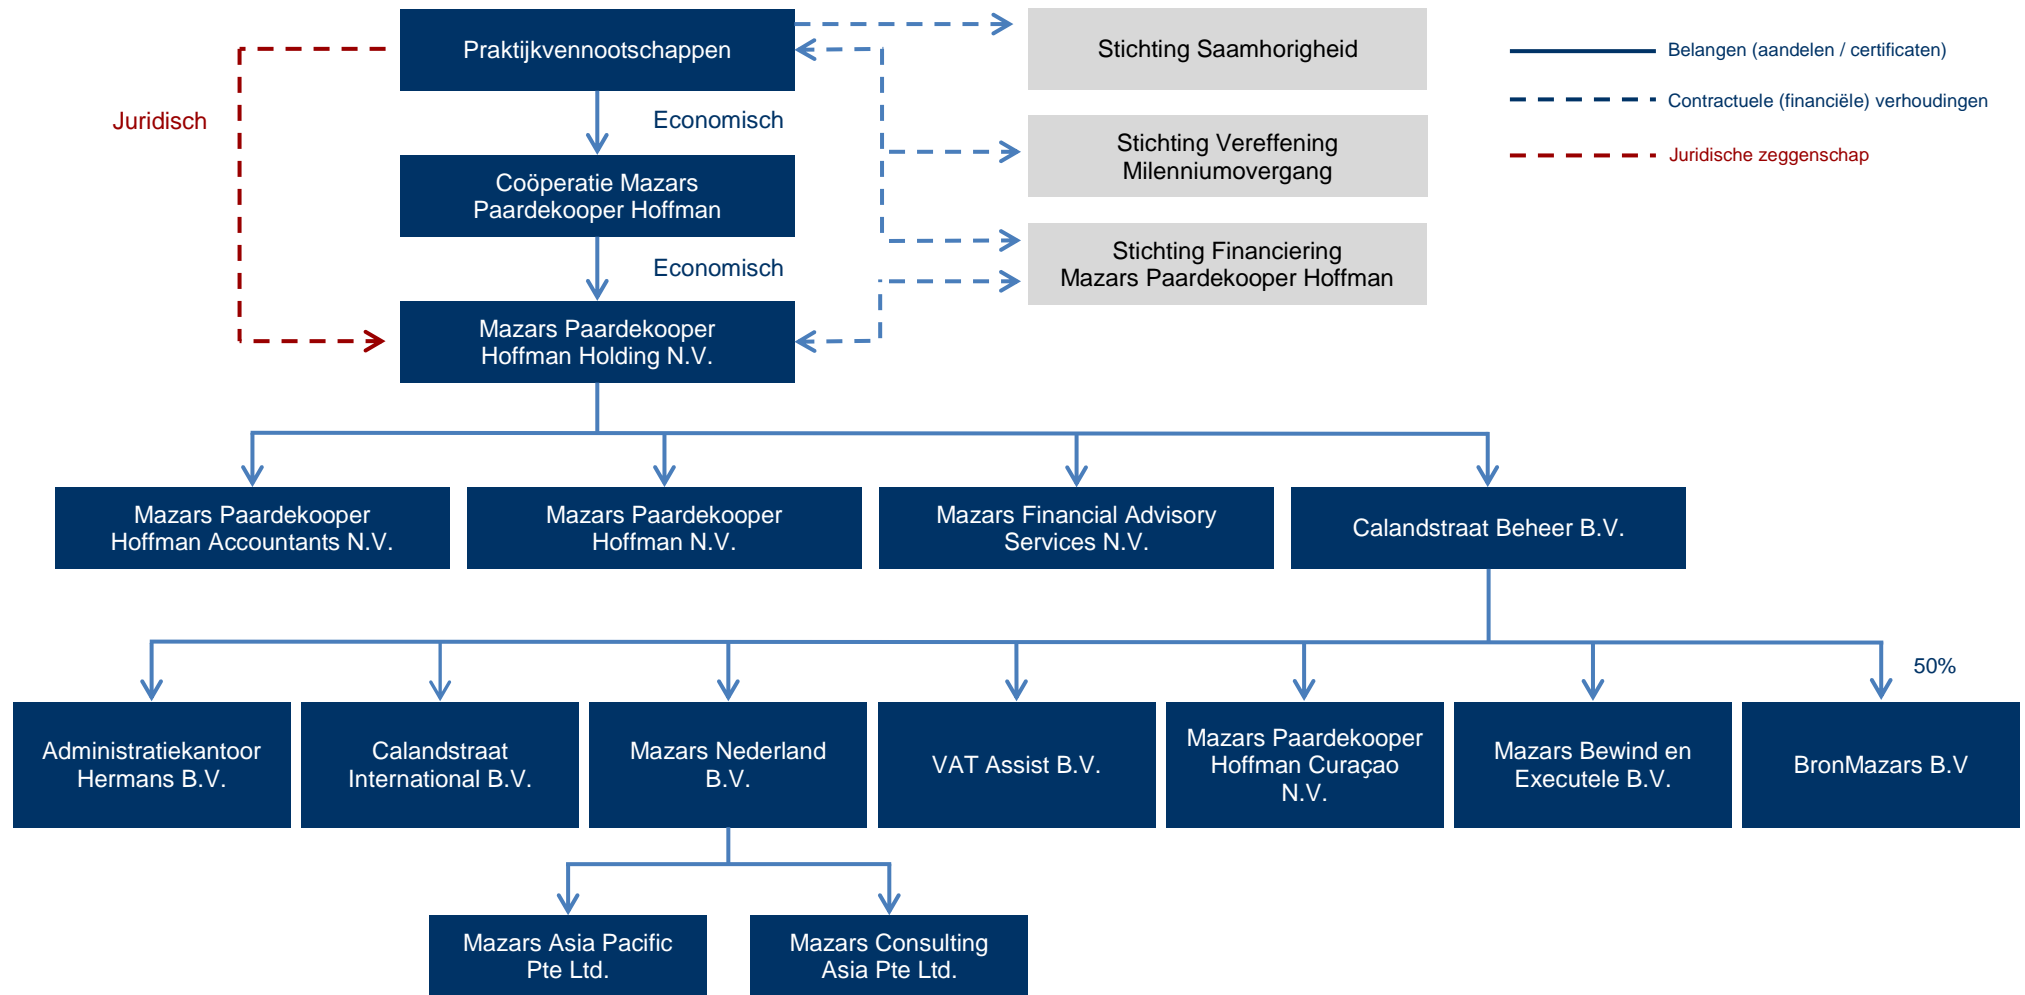 Praktijkvennootschappen
Stichting Saamhorigheid
Belangen (aandelen / certificaten)
Contractuele (financiële) verhoudingen
Juridische zeggenschap
Juridisch
Economisch
Stichting Vereffening
Milenniumovergang
Coöperatie Mazars
Paardekooper Hoffman
Stichting Financiering
Mazars Paardekooper Hoffman
Economisch
Mazars Paardekooper
Hoffman Holding N.V.
Mazars Paardekooper
Hoffman Accountants N.V.
Mazars Paardekooper
Hoffman N.V.
Mazars Financial Advisory
Services N.V.
Calandstraat Beheer B.V.
50%
Administratiekantoor
Hermans B.V.
Calandstraat
International B.V.
Mazars Nederland
B.V.
VAT Assist B.V.
Mazars Paardekooper
Hoffman Curaçao
N.V.
Mazars Bewind en
Executele B.V.
BronMazars B.V
Mazars Asia Pacific
Pte Ltd.
Mazars Consulting
Asia Pte Ltd.